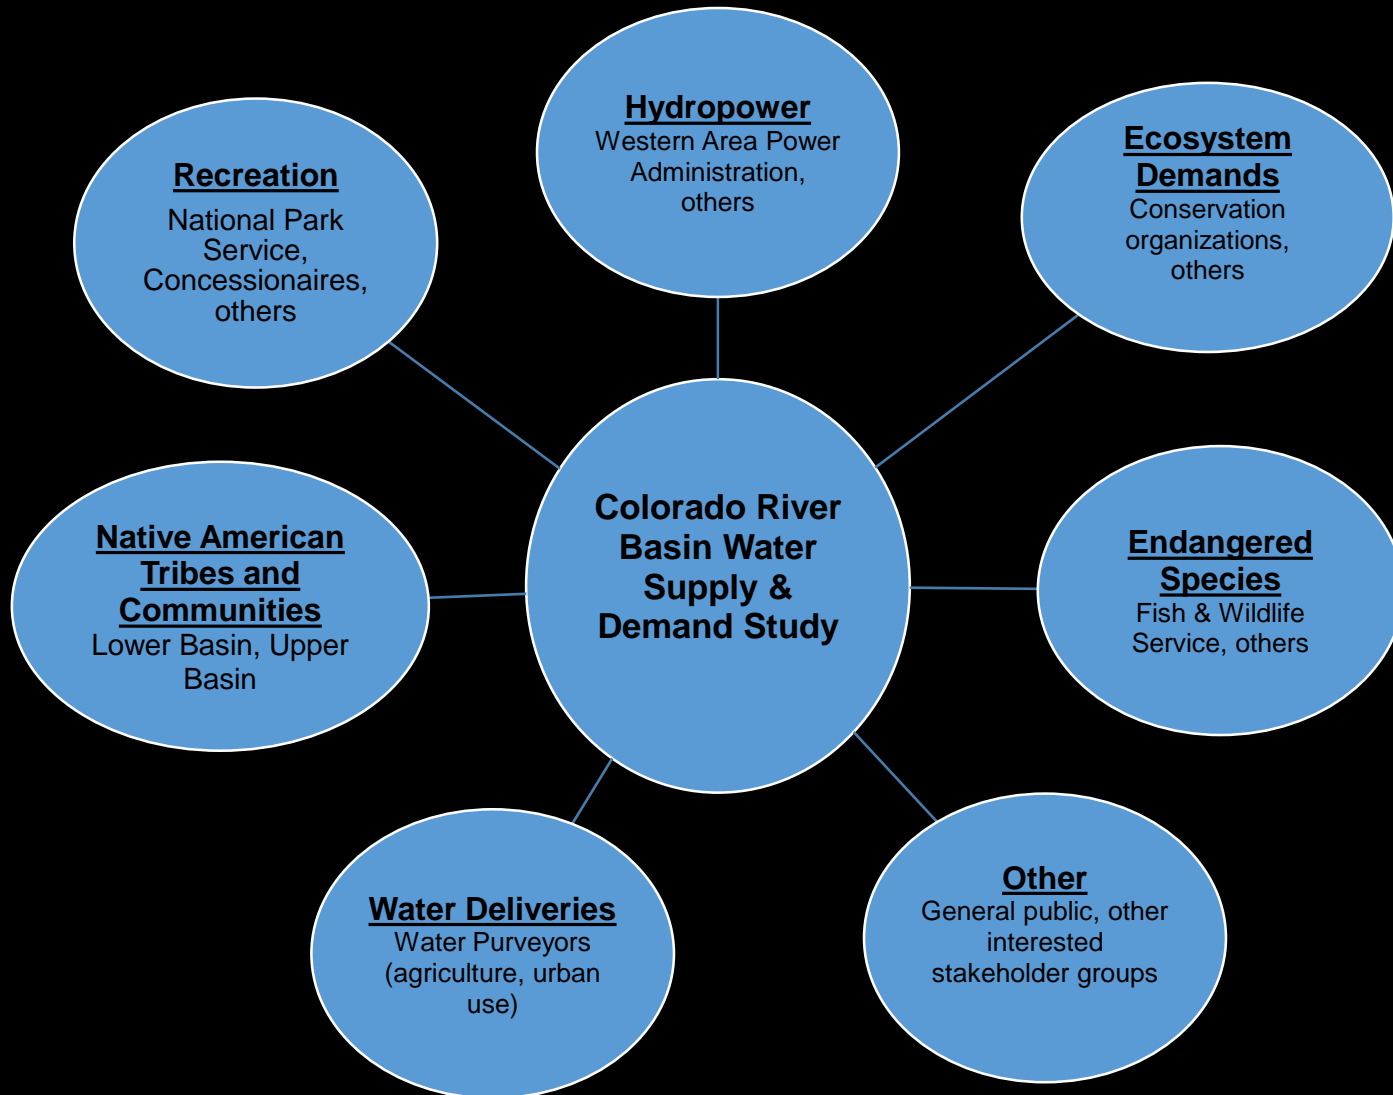 Hydropower
Western Area Power
Administration,
others
Ecosystem
Demands
Conservation
organizations,
others
Recreation
National Park
Service,
Concessionaires,
others
Colorado River
Basin Water
Supply &
Demand Study
Native American
Tribes and
Communities
Lower Basin, Upper
Basin
Endangered
Species
Fish & Wildlife
Service, others
Water Deliveries
Water Purveyors
(agriculture, urban
use)
Other
General public, other
interested
stakeholder groups